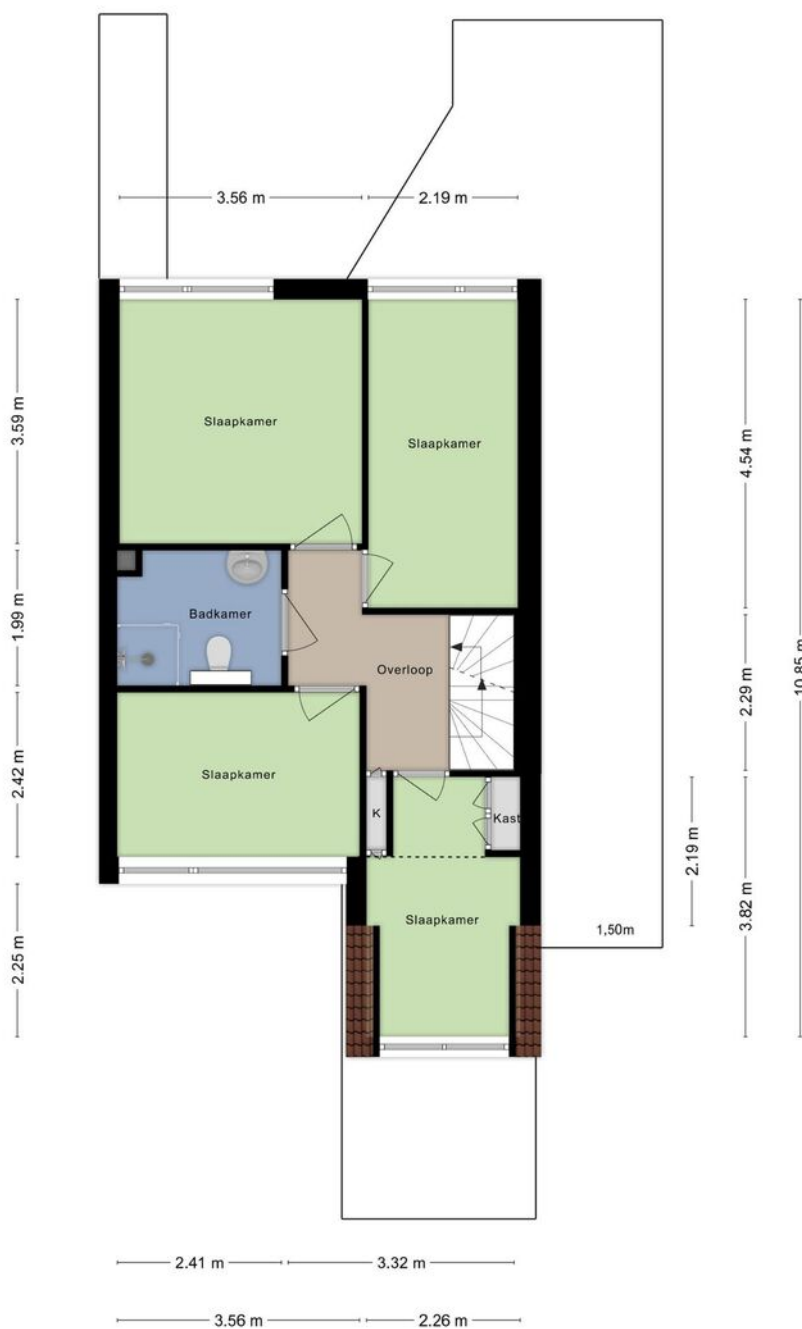 3.56 m
2.19 m
3.59 m
4.54 m
Slaapkamer
Slaapkamer
1.99 m
Badkamer
10.85 m
2.29 m
Overloop
2.42 m
Slaapkamer
K
Kast
2.19 m
3.82 m
Slaapkamer
1,50m
2.25 m
2.41 m
3.32 m
3.56 m
2.26 m